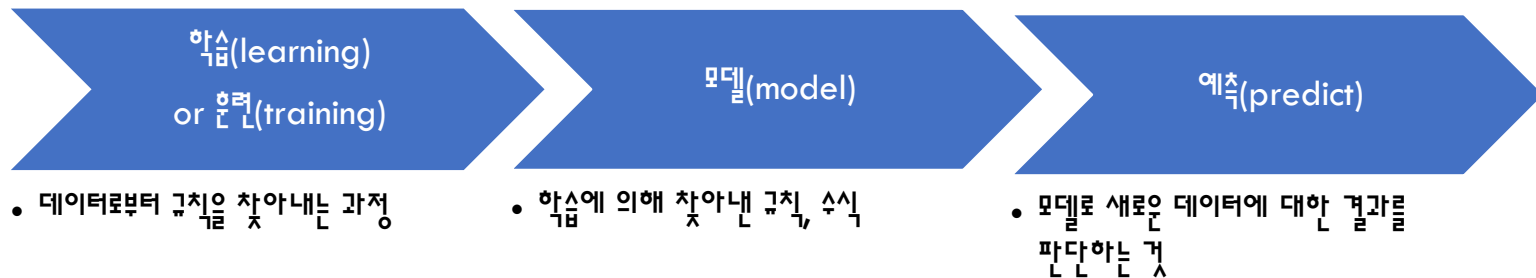 학습(learning)
or 훈련(training)
• 데이터로부터 규칙을 찾아내는 과정
모델(model)
• 학습에 의해 찾아낸 규칙, 수식
예측(predict)
• 모델로 새로운 데이터에 대한 결과를
판단하는 것